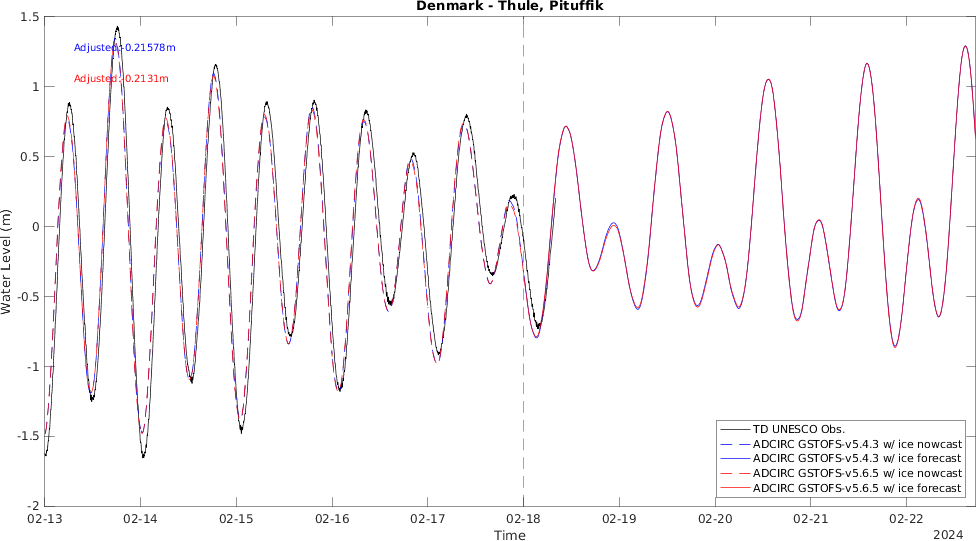 Denmark - Thule, Pituffik
Adjusted:-0.21578m
Adjusted:-0.2131m
Water Level (m)
1.5
1
0.5
0
-0.5
-1
-1.5
-2
TD UNESCO Obs.
ADCIRC GSTOFS-v5.4.3 w/ ice nowcast
ADCIRC GSTOFS-v5.4.3 w/ ice forecast
ADCIRC GSTOFS-v5.6.5 w/ ice nowcast
ADCIRC GSTOFS-v5.6.5 w/ ice forecast
02-13 02-14 02-15 02-16 02-17 02-18 02-19 02-20 02-21 02-22
Time
2024